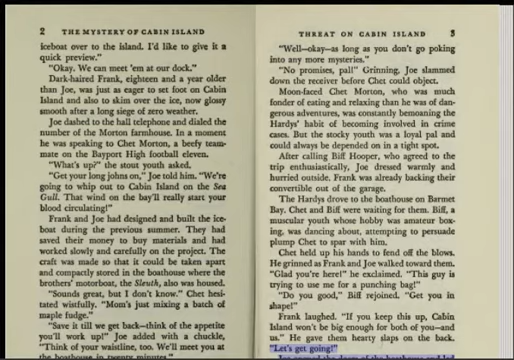 2 THE MYSTERY OF CABIN ISLAND
iceboat over to the island. I'd like to give it a
quick preview."
"Okay. We can meet 'em at our dock."
Dark-haired Frank, eighteen and a year older
than Joe, was just as eager to set foot on Cabin
Island and also to skim over the ice, now glossy
smooth after a long siege of zero weather.
Joe dashed to the hall telephone and dialed the
number of the Morton farmhouse. In a moment
he was speaking to Chet Morton, a beefy team-
mate on the Bayport High football eleven.
"What's up?" the stout youth asked.
"Get your long johns on," Joe told him. "We're
going to whip out to Cabin Island on the Sea
Gull. That wind on the bay'll really start your
blood circulating!"
Frank and Joe had designed and built the ice-
boat during the previous summer. They had
saved their money to buy materials and had
worked slowly and carefully on the project. The
craft was made so that it could be taken apart
and compactly stored in the boathouse where the
brothers' motorboat, the Sleuth, also was housed.
"Sounds great, but I don't know." Chet hesi-
tated wistfully. "Mom's just mixing a batch of
maple fudge."
"Save it till we get back—think of the appetite
you'll work up!" Joe added with a chuckle,
"Think of your waistline, too. We'll meet you at
the boathouse in twenty minutes."
THREAT ON CABIN ISLAND 3
"Well—okay—as long as you don't go poking
into any more mysteries."
"No promises, pal!" Grinning, Joe slammed
down the receiver before Chet could object.
Moon-faced Chet Morton, who was much
fonder of eating and relaxing than he was of dan-
gerous adventures, was constantly bemoaning the
Hardys' habit of becoming involved in crime
cases. But the stocky youth was a loyal pal and
could always be depended on in a tight spot.
After calling Biff Hooper, who agreed to the
trip enthusiastically, Joe dressed warmly and
hurried outside. Frank was already backing their
convertible out of the garage.
The Hardys drove to the boathouse on Barmet
Bay. Chet and Biff were waiting for them. Biff, a
muscular youth whose hobby was amateur box-
ing, was dancing about, attempting to persuade
plump Chet to spar with him.
Chet held up his hands to fend off the blows.
He grimaced as Frank and Joe walked toward them.
"Glad you're here!" he exclaimed. "This guy is
trying to use me for a punching bag!"
"Do you good," Biff rejoined. "Get you in
shape!"
Frank laughed. "If you keep this up, Cabin
Island won't be big enough for both of you—and
us." He gave them hearty slaps on the back.
"Let's get going!"